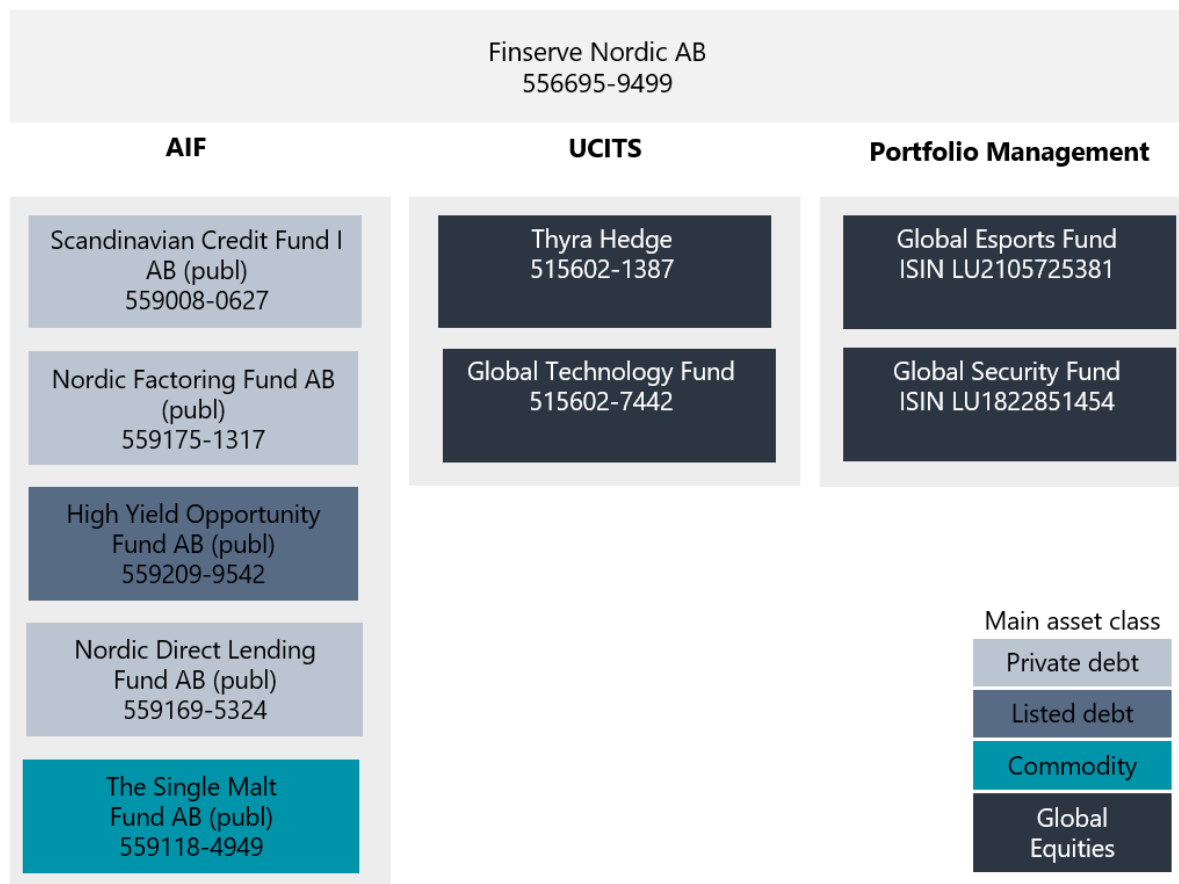 Finserve Nordic AB
556695-9499
AIF
UCITS
Portfolio Management
Scandinavian Credit Fund I
AB (publ)
559008-0627
Nordic Factoring Fund AB
(publ)
559175-1317
High Yield Opportunity
Fund AB (publ)
559209-9542
Nordic Direct Lending
Fund AB (publ)
559169-5324
The Single Malt
Fund AB (publ)
559118-4949
Thyra Hedge
515602-1387
Global Technology Fund
515602-7442
Global Esports Fund
ISIN LU2105725381
Global Security Fund
ISIN LU1822851454
Main asset class
Private debt
Listed debt
Commodity
Global
Equities